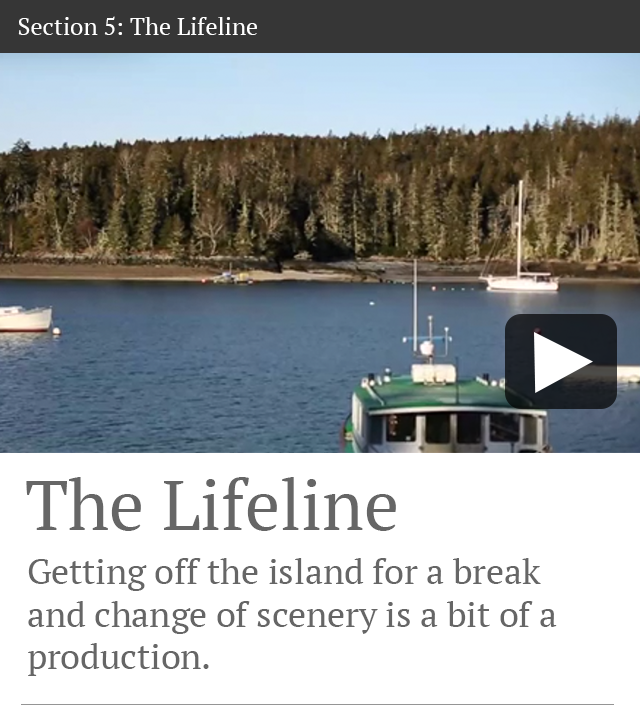 Section 5: The Lifeline
The Lifeline
Getting off the island for a break
and change of scenery is a bit of a
production.